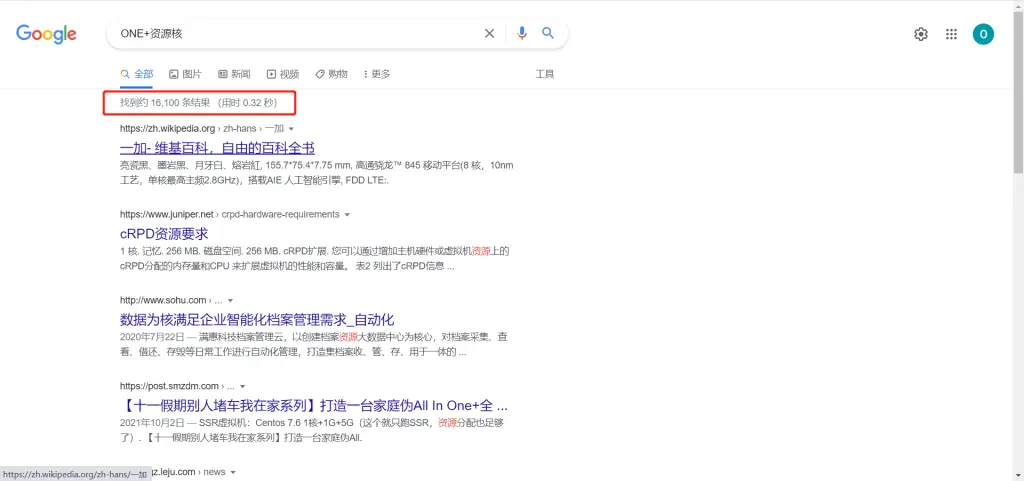 Google
ONE+资源核
O
全部 图片 新闻 视频 购物 更多 工具
找到约 16,100 条结果 （用时 0.32 秒）
https://zh.wikipedia.org › zh-hans › 一加
一加- 维基百科，自由的百科全书
亮瓷黑、墨岩黑、月牙白、熔岩紅, 155.7*75.4*7.75 mm, 高通骁龙™ 845 移动平台(8 核，10nm
工艺，单核最高主频2.8GHz)，搭载AIE 人工智能引擎, FDD LTE:.
https://www.juniper.net › crpd-hardware-requirements
cRPD资源要求
1 核. 记忆. 256 MB. 磁盘空间. 256 MB. cRPD扩展. 您可以通过增加主机硬件或虚拟机资源上的
cRPD分配的内存量和CPU 来扩展虚拟机的性能和容量。 表2 列出了cRPD信息 ...
http://www.sohu.com › ...
数据为核满足企业智能化档案管理需求_自动化
2020年7月22日 — 满惠科技档案管理云，以创建档案资源大数据中心为核心，对档案采集、查
看、借还、存毁等日常工作进行自动化管理，打造集档案收、管、存、用于一体的 ...
https://post.smzdm.com › ...
【十一假期别人堵车我在家系列】打造一台家庭伪All In One+全 ...
2021年10月2日 — SSR虚拟机：Centos 7.6 1核+1G+5G（这个就只跑SSR，资源分配也足够
了）. 【十一假期别人堵车我在家系列】打造一台家庭伪All.
https://zh.wikipedia.org/zh-hans/一加
gz.leju.com › news